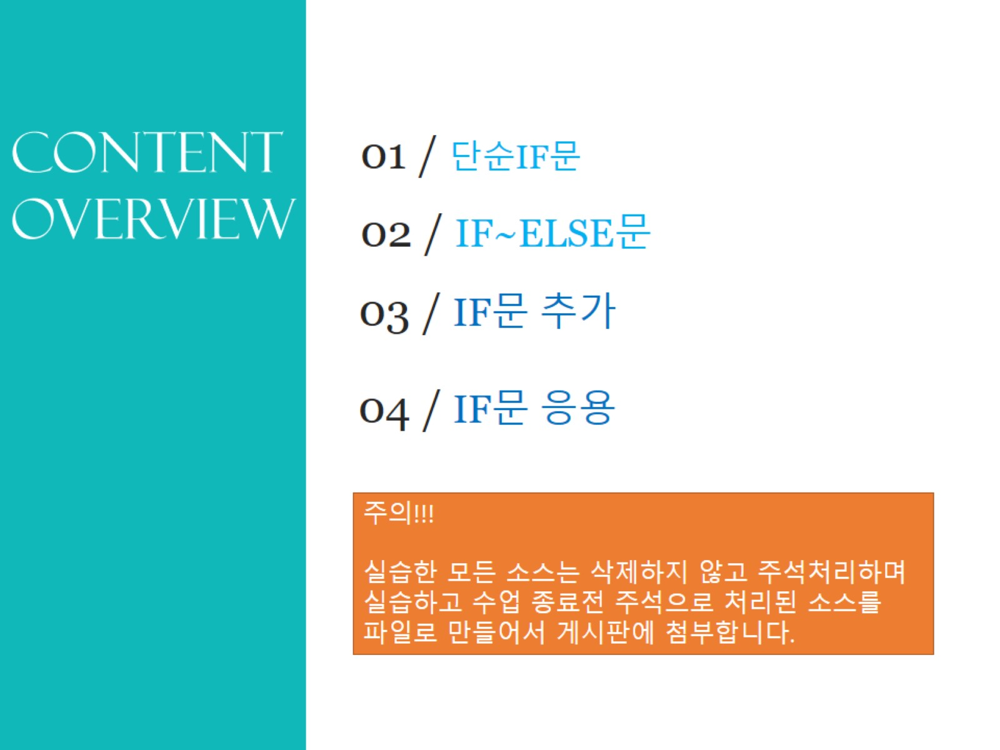 CONTENT
OVERVIEW
01 / 단순IF문
02 / IF~ELSE문
03 / IF문 추가
04 / IF문 응용
주의!!!
실습한 모든 소스는 삭제하지 않고 주석처리하며
실습하고 수업 종료전 주석으로 처리된 소스를
파일로 만들어서 게시판에 첨부합니다.